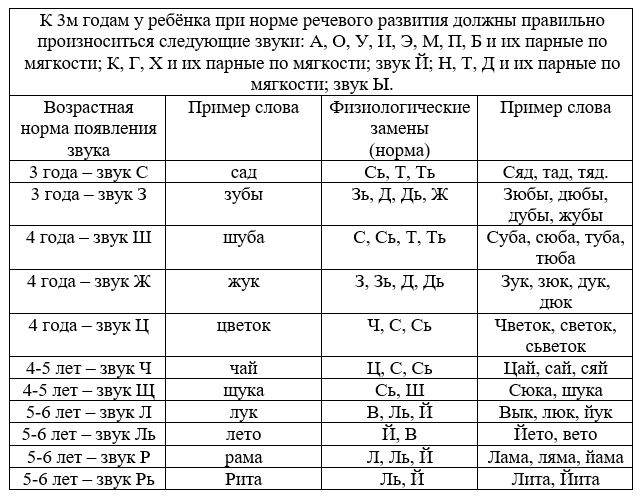 К 3м годам у ребёнка при норме речевого развития должны правильно
произноситься следующие звуки: А, О, У, И, Э, М, П, Б и их парные по
мягкости; К, Г, Х и их парные по мягкости; звук Й; Н, Т, Д и их парные по
мягкости; звук Ы.
Возрастная норма появления звука | Пример слова | Физиологические замены (норма) | Пример слова
3 года – звук С | сад | Сь, Т, Ть | Сяд, тад, тяд.
3 года – звук З | зубы | Зь, Д, Дь, Ж | Зюбы, дюбы, дубы, жубы
4 года – звук Ш | шуба | С, Сь, Т, Ть | Суба, сюба, туба, тюба
4 года – звук Ж | жук | З, Зь, Д, Дь | Зук, зюк, дук, дюк
4 года – звук Ц | цветок | Ч, С, Сь | Чветок, светок, сьветок
4-5 лет – звук Ч | чай | Ц, С, Сь | Цай, сай, сяй
4-5 лет – звук Щ | щука | Сь, Ш | Сюка, шука
5-6 лет – звук Л | лук | В, Ль, Й | Вык, люк, йук
5-6 лет – звук Ль | лето | Й, В | Йето, вето
5-6 лет – звук Р | рама | Л, Ль, Й | Лама, ляма, йама
5-6 лет – звук Рь | Рита | Ль, Й | Лита, Йита